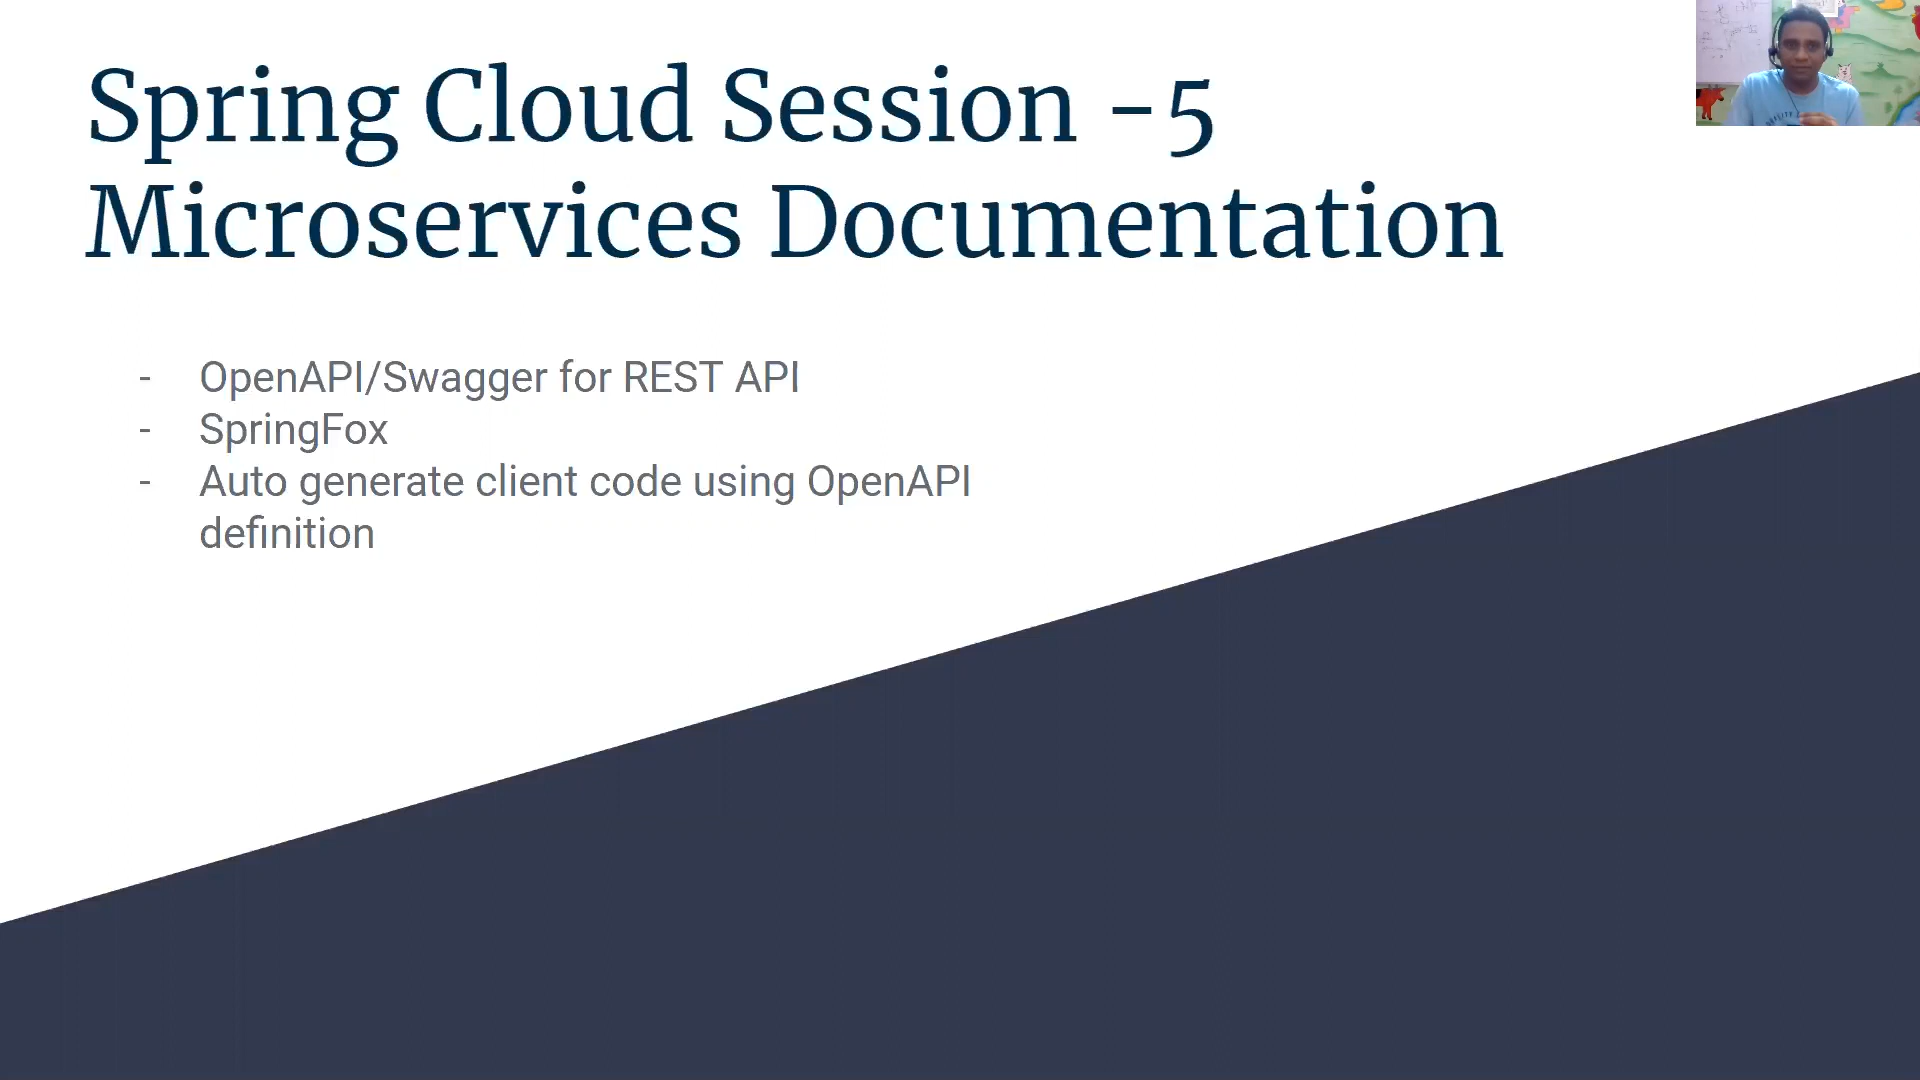 Spring Cloud Session -5
Microservices Documentation
- OpenAPI/Swagger for REST API
- SpringFox
- Auto generate client code using OpenAPI
definition